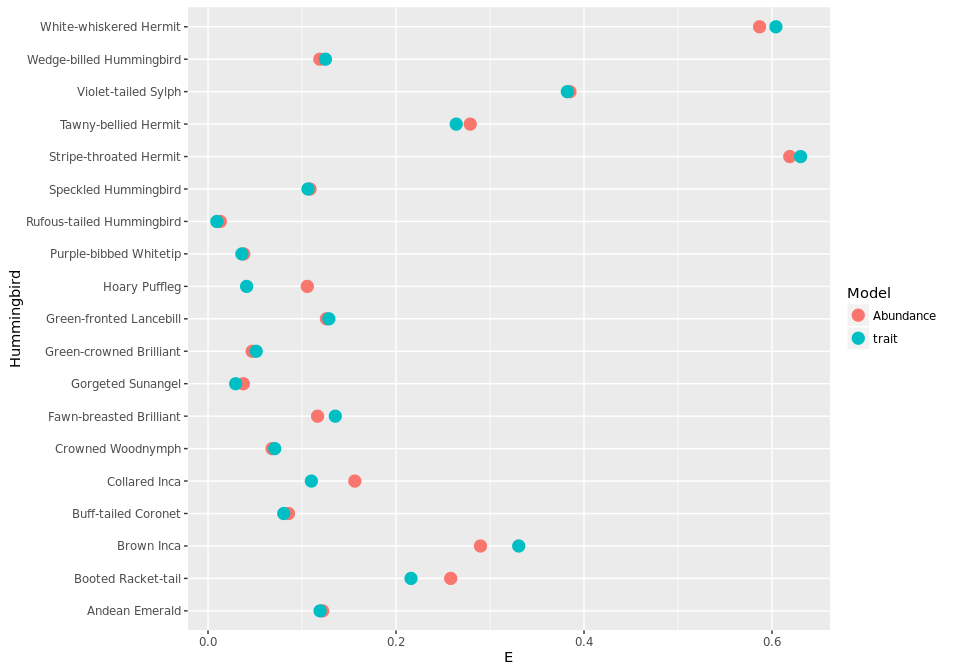 White-whiskered Hermit
Wedge-billed Hummingbird
Violet-tailed Sylph
Tawny-bellied Hermit
Stripe-throated Hermit
Speckled Hummingbird
Rufous-tailed Hummingbird
Purple-bibbed Whitetip
Hoary Puffleg
Green-fronted Lancebill
Green-crowned Brilliant
Gorgeted Sunangel
Fawn-breasted Brilliant
Crowned Woodnymph
Collared Inca
Buff-tailed Coronet
Brown Inca
Booted Racket-tail
Andean Emerald
Hummingbird
0.0 0.2 0.4 0.6
E
Model
Abundance
trait